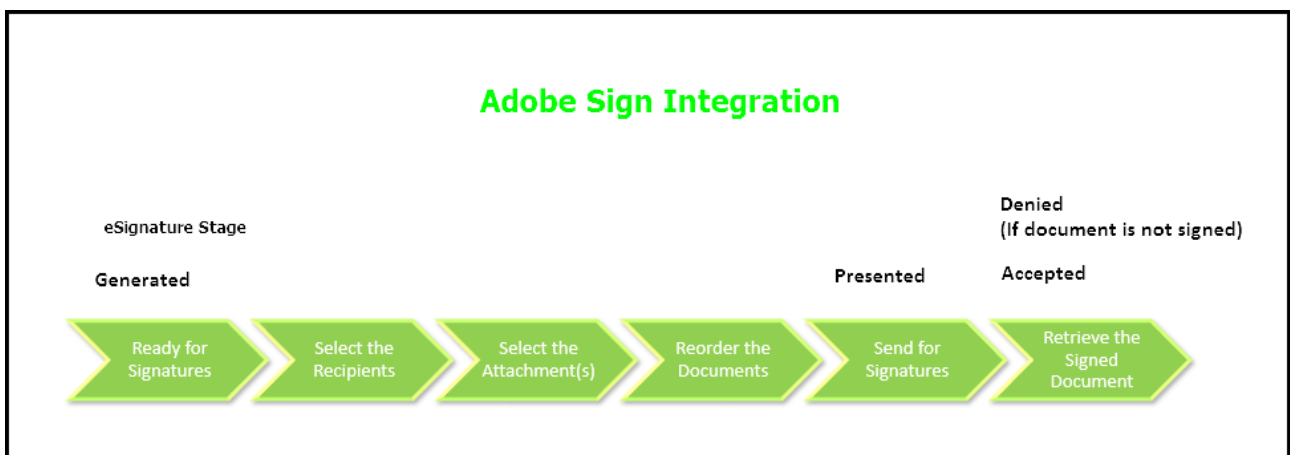 Adobe Sign Integration
eSignature Stage
Denied
(If document is not signed)
Generated
Presented
Accepted
Ready for
Signatures
Select the
Recipients
Select the
Attachment(s)
Reorder the
Documents
Send for
Signatures
Retrieve the
Signed
Document